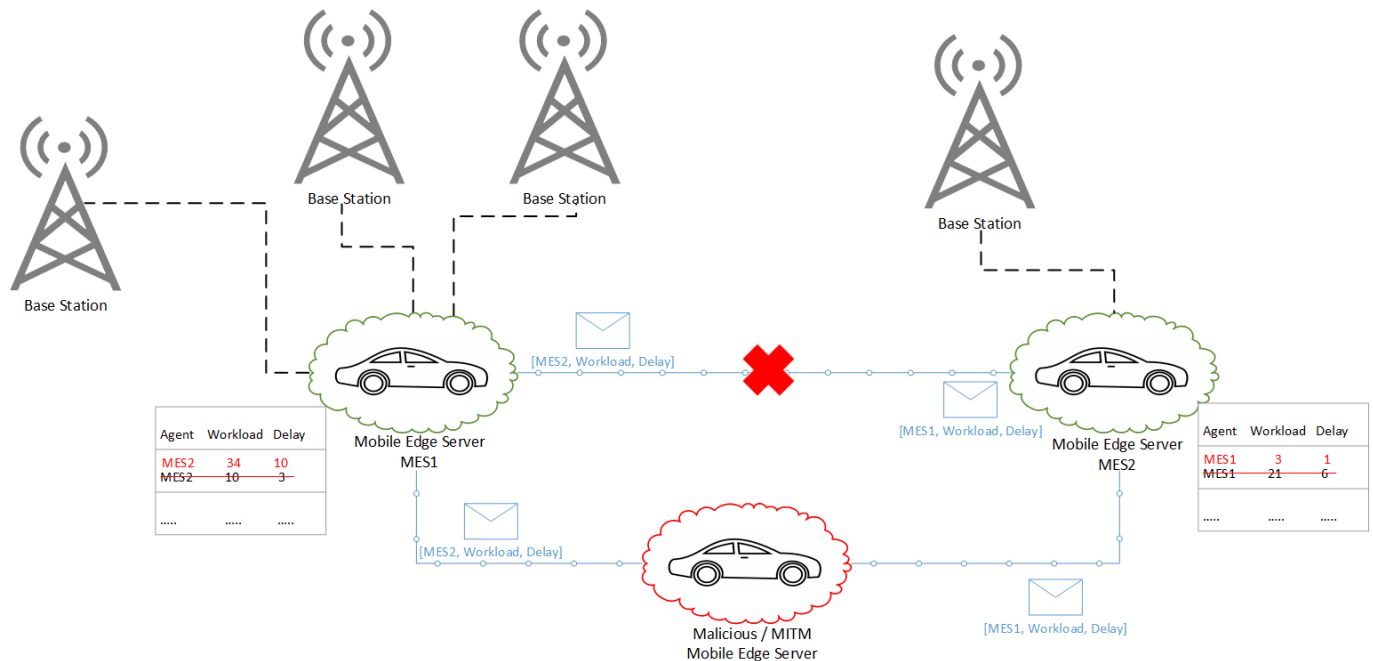 Base Station
Base Station
Base Station
Base Station
[MES2, Workload, Delay]
[MES1, Workload, Delay]
Mobile Edge Server
MES1
Mobile Edge Server
MES2
Agent Workload Delay
MES2 34 10
MES2 10 3
..... ..... .....
Agent Workload Delay
MES1 3 1
MES1 21 6
..... ..... .....
[MES2, Workload, Delay]
[MES1, Workload, Delay]
Malicious / MITM
Mobile Edge Server